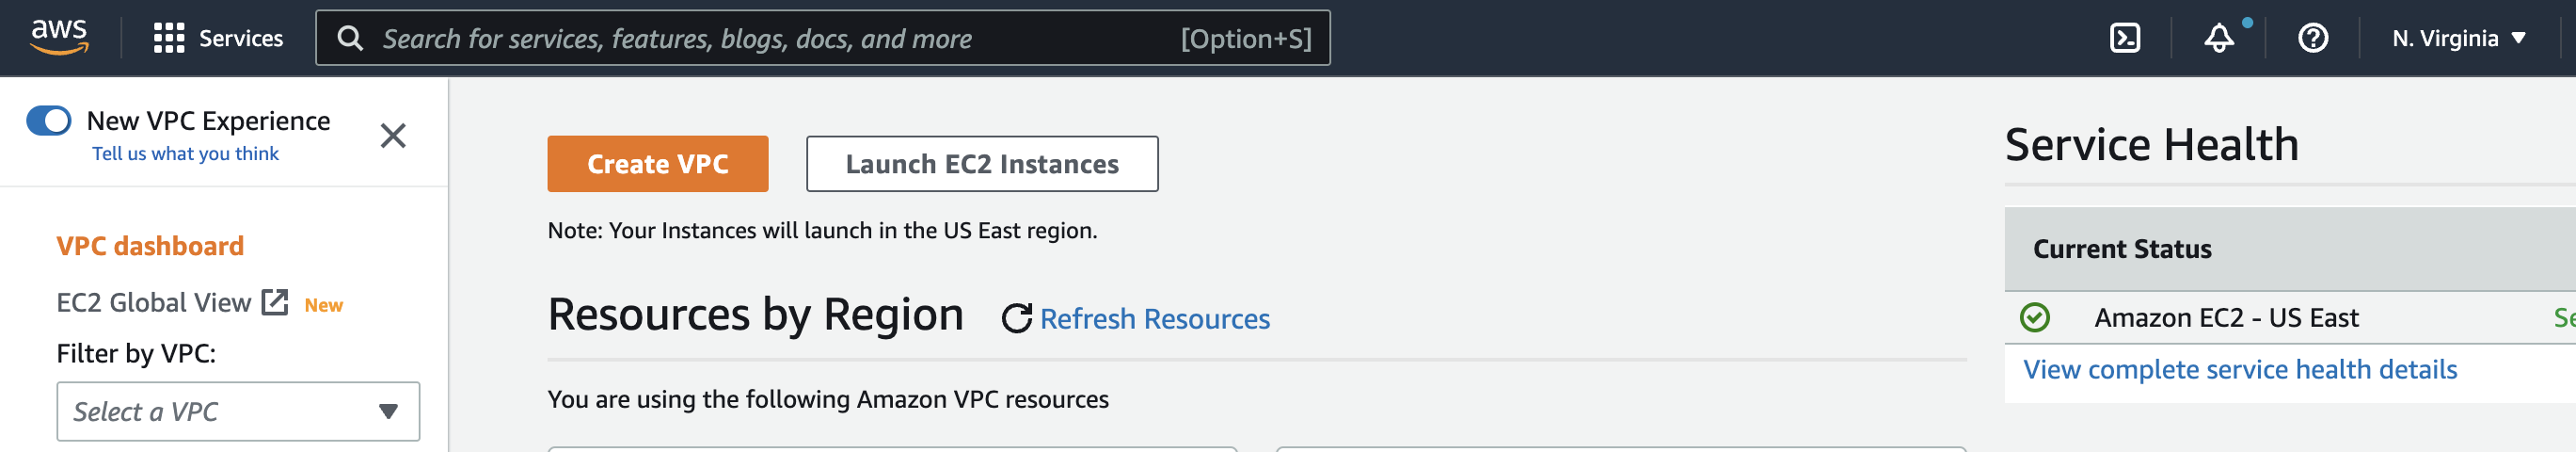 aws
Services
Search for services, features, blogs, docs, and more
[Option+S]
N. Virginia
New VPC Experience
Tell us what you think
VPC dashboard
EC2 Global View New
Filter by VPC:
Select a VPC
Create VPC
Launch EC2 Instances
Note: Your Instances will launch in the US East region.
Resources by Region
Refresh Resources
You are using the following Amazon VPC resources
Service Health
Current Status
Amazon EC2 - US East
View complete service health details